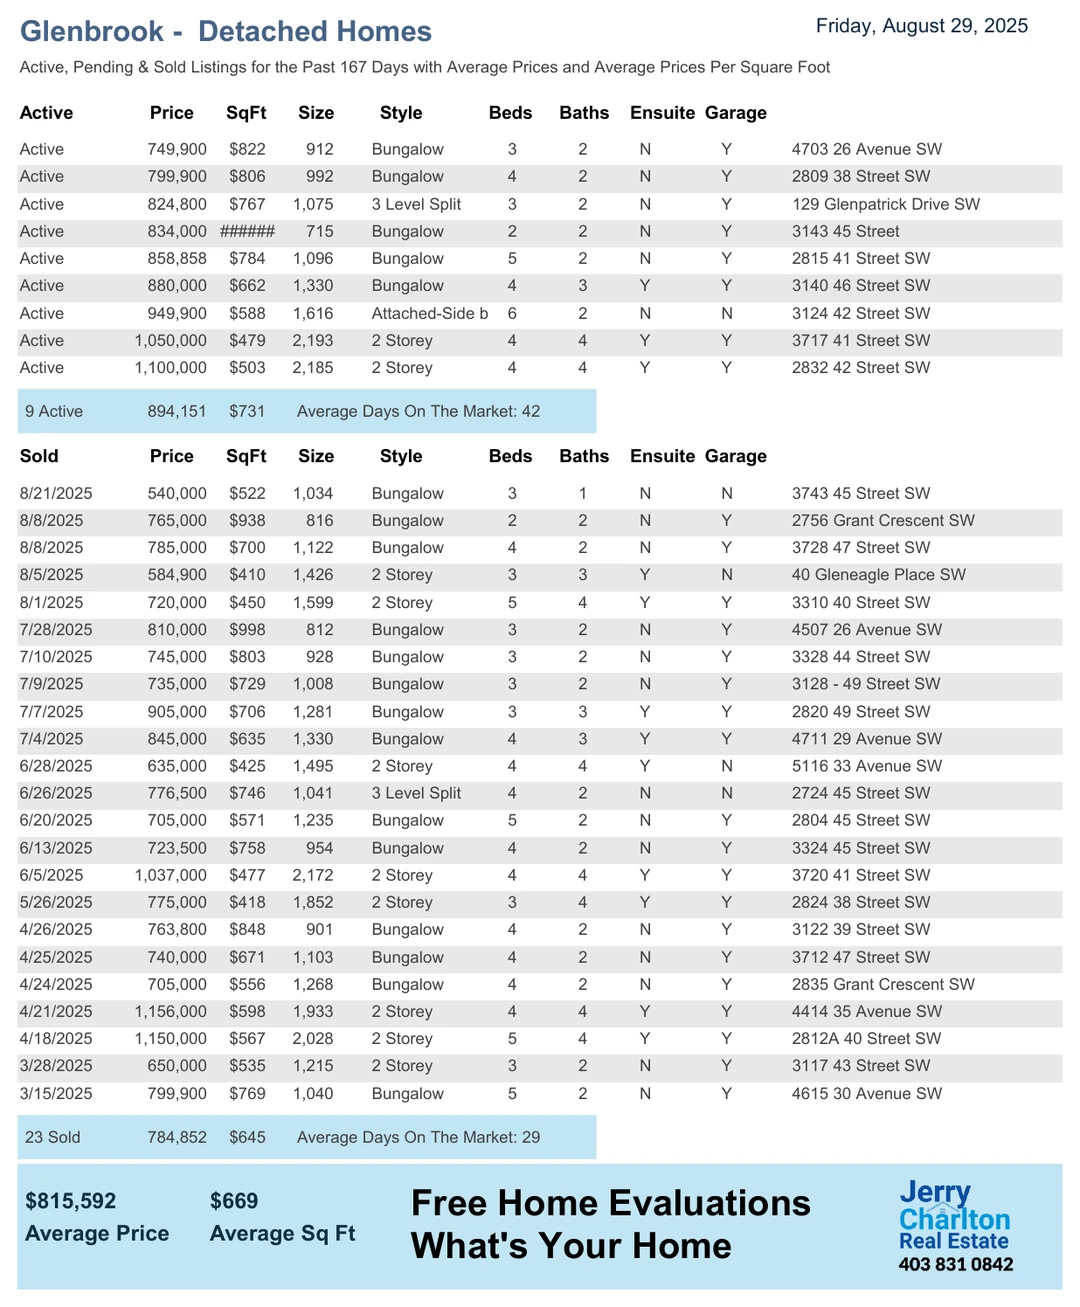 Glenbrook -  Detached Homes
Friday, August 29, 2025
Active, Pending & Sold Listings for the Past 167 Days with Average Prices and Average Prices Per Square Foot
Active Price SqFt Size Style Beds Baths Ensuite Garage
Active 749,900 $822 912 Bungalow 3 2 N Y 4703 26 Avenue SW
Active 799,900 $806 992 Bungalow 4 2 N Y 2809 38 Street SW
Active 824,800 $767 1,075 3 Level Split 3 2 N Y 129 Glenpatrick Drive SW
Active 834,000 ###### 715 Bungalow 2 2 N Y 3143 45 Street
Active 858,858 $784 1,096 Bungalow 5 2 N Y 2815 41 Street SW
Active 880,000 $662 1,330 Bungalow 4 3 Y Y 3140 46 Street SW
Active 949,900 $588 1,616 Attached-Side b 6 2 N N 3124 42 Street SW
Active 1,050,000 $479 2,193 2 Storey 4 4 Y Y 3717 41 Street SW
Active 1,100,000 $503 2,185 2 Storey 4 4 Y Y 2832 42 Street SW
9 Active 894,151 $731 Average Days On The Market: 42
Sold Price SqFt Size Style Beds Baths Ensuite Garage
8/21/2025 540,000 $522 1,034 Bungalow 3 1 N N 3743 45 Street SW
8/8/2025 765,000 $938 816 Bungalow 2 2 N Y 2756 Grant Crescent SW
8/8/2025 785,000 $700 1,122 Bungalow 4 2 N Y 3728 47 Street SW
8/5/2025 584,900 $410 1,426 2 Storey 3 3 Y N 40 Gleneagle Place SW
8/1/2025 720,000 $450 1,599 2 Storey 5 4 Y Y 3310 40 Street SW
7/28/2025 810,000 $998 812 Bungalow 3 2 N Y 4507 26 Avenue SW
7/10/2025 745,000 $803 928 Bungalow 3 2 N Y 3328 44 Street SW
7/9/2025 735,000 $729 1,008 Bungalow 3 2 N Y 3128 - 49 Street SW
7/7/2025 905,000 $706 1,281 Bungalow 3 3 Y Y 2820 49 Street SW
7/4/2025 845,000 $635 1,330 Bungalow 4 3 Y Y 4711 29 Avenue SW
6/28/2025 635,000 $425 1,495 2 Storey 4 4 Y N 5116 33 Avenue SW
6/26/2025 776,500 $746 1,041 3 Level Split 4 2 N N 2724 45 Street SW
6/20/2025 705,000 $571 1,235 Bungalow 5 2 N Y 2804 45 Street SW
6/13/2025 723,500 $758 954 Bungalow 4 2 N Y 3324 45 Street SW
6/5/2025 1,037,000 $477 2,172 2 Storey 4 4 Y Y 3720 41 Street SW
5/26/2025 775,000 $418 1,852 2 Storey 3 4 Y Y 2824 38 Street SW
4/26/2025 763,800 $848 901 Bungalow 4 2 N Y 3122 39 Street SW
4/25/2025 740,000 $671 1,103 Bungalow 4 2 N Y 3712 47 Street SW
4/24/2025 705,000 $556 1,268 Bungalow 4 2 N Y 2835 Grant Crescent SW
4/21/2025 1,156,000 $598 1,933 2 Storey 4 4 Y Y 4414 35 Avenue SW
4/18/2025 1,150,000 $567 2,028 2 Storey 5 4 Y Y 2812A 40 Street SW
3/28/2025 650,000 $535 1,215 2 Storey 3 2 N Y 3117 43 Street SW
3/15/2025 799,900 $769 1,040 Bungalow 5 2 N Y 4615 30 Avenue SW
23 Sold 784,852 $645 Average Days On The Market: 29
$815,592 $669
Average Price Average Sq Ft
Free Home Evaluations
What's Your Home
Jerry
Charlton
Real Estate
403 831 0842